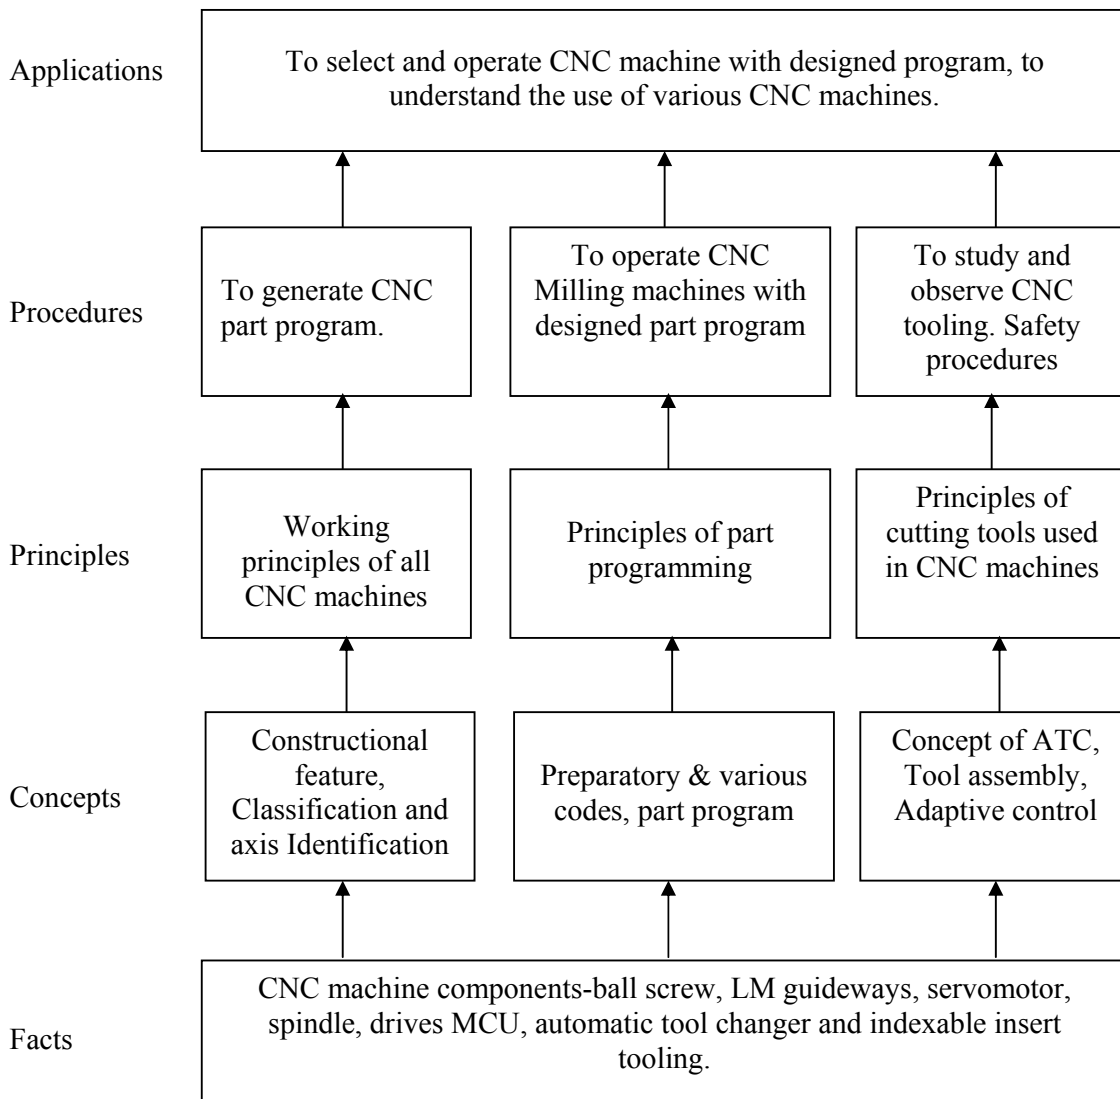 Applications
To select and operate CNC machine with designed program, to
understand the use of various CNC machines.
Procedures
To generate CNC
part program.
To operate CNC
Milling machines with
designed part program
To study and
observe CNC
tooling. Safety
procedures
Principles
Working
principles of all
CNC machines
Principles of part
programming
Principles of
cutting tools used
in CNC machines
Concepts
Constructional
feature,
Classification and
axis Identification
Preparatory & various
codes, part program
Concept of ATC,
Tool assembly,
Adaptive control
Facts
CNC machine components-ball screw, LM guideways, servomotor,
spindle, drives MCU, automatic tool changer and indexable insert
tooling.